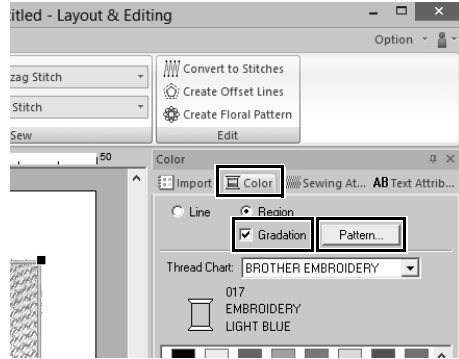 titled - Layout & Editing
Option
zag Stitch
Stitch
Convert to Stitches
Create Offset Lines
Create Floral Pattern
Sew
Edit
50
Color
Import
Color
Sewing At...
AB Text Attrib...
Line
Region
Gradation
Pattern...
Thread Chart:
BROTHER EMBROIDERY
017
EMBROIDERY
LIGHT BLUE